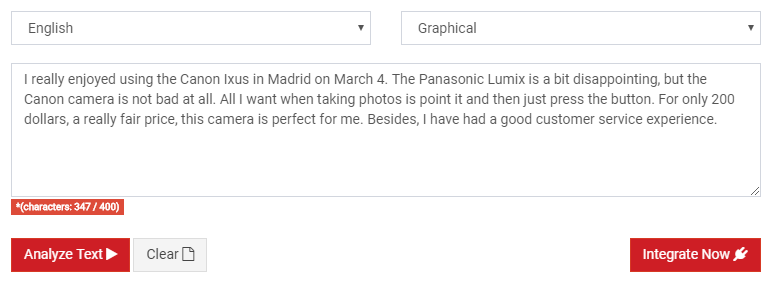 English
Graphical
I really enjoyed using the Canon Ixus in Madrid on March 4. The Panasonic Lumix is a bit disappointing, but the
Canon camera is not bad at all. All I want when taking photos is point it and then just press the button. For only 200
dollars, a really fair price, this camera is perfect for me. Besides, I have had a good customer service experience.
*(characters: 347 / 400)
Analyze Text
Clear
Integrate Now